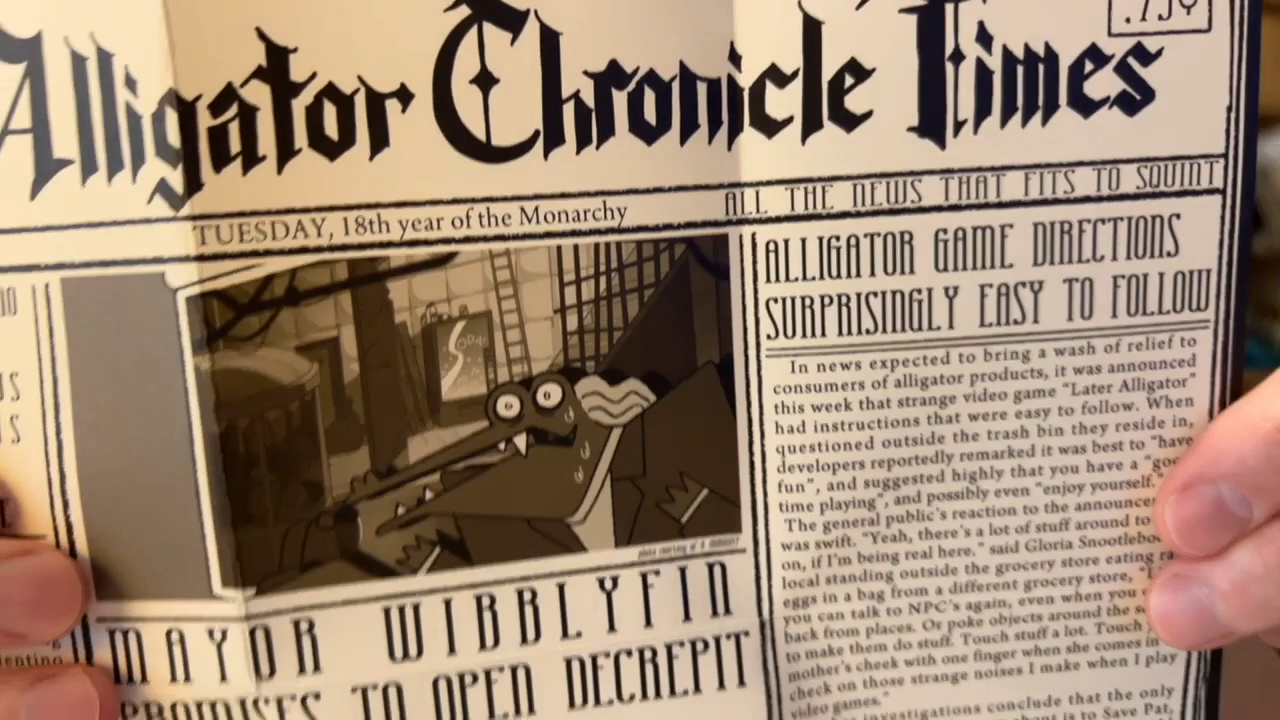 .75¢
Alligator Chronicle Times
TUESDAY, 18th year of the Monarchy
ALL THE NEWS THAT FITS TO SQUINT
SODA
MAYOR WIBBLYFIN
PROMISES TO OPEN DECREPIT
ALLIGATOR GAME DIRECTIONS
SURPRISINGLY EASY TO FOLLOW
In news expected to bring a wash of relief to
consumers of alligator products, it was announced
this week that strange video game “Later Alligator”
had instructions that were easy to follow. When
questioned outside the trash bin they reside in,
developers reportedly remarked it was best to “have
fun”, and suggested highly that you have a “goo
time playing”, and possibly even “enjoy yourself.”
The general public’s reaction to the announce
was swift. “Yeah, there’s a lot of stuff around to
on, if I’m being real here.” said Gloria Snootlebo
local standing outside the grocery store eating ra
eggs in a bag from a different grocery store,
you can talk to NPC’s again, even when you
back from places. Or poke objects around the s
to make them do stuff. Touch stuff a lot. Touch
mother’s cheek with one finger when she comes in
check on those strange noises I make when I play
video games.”
investigations conclude that the only
is to Save Pat,